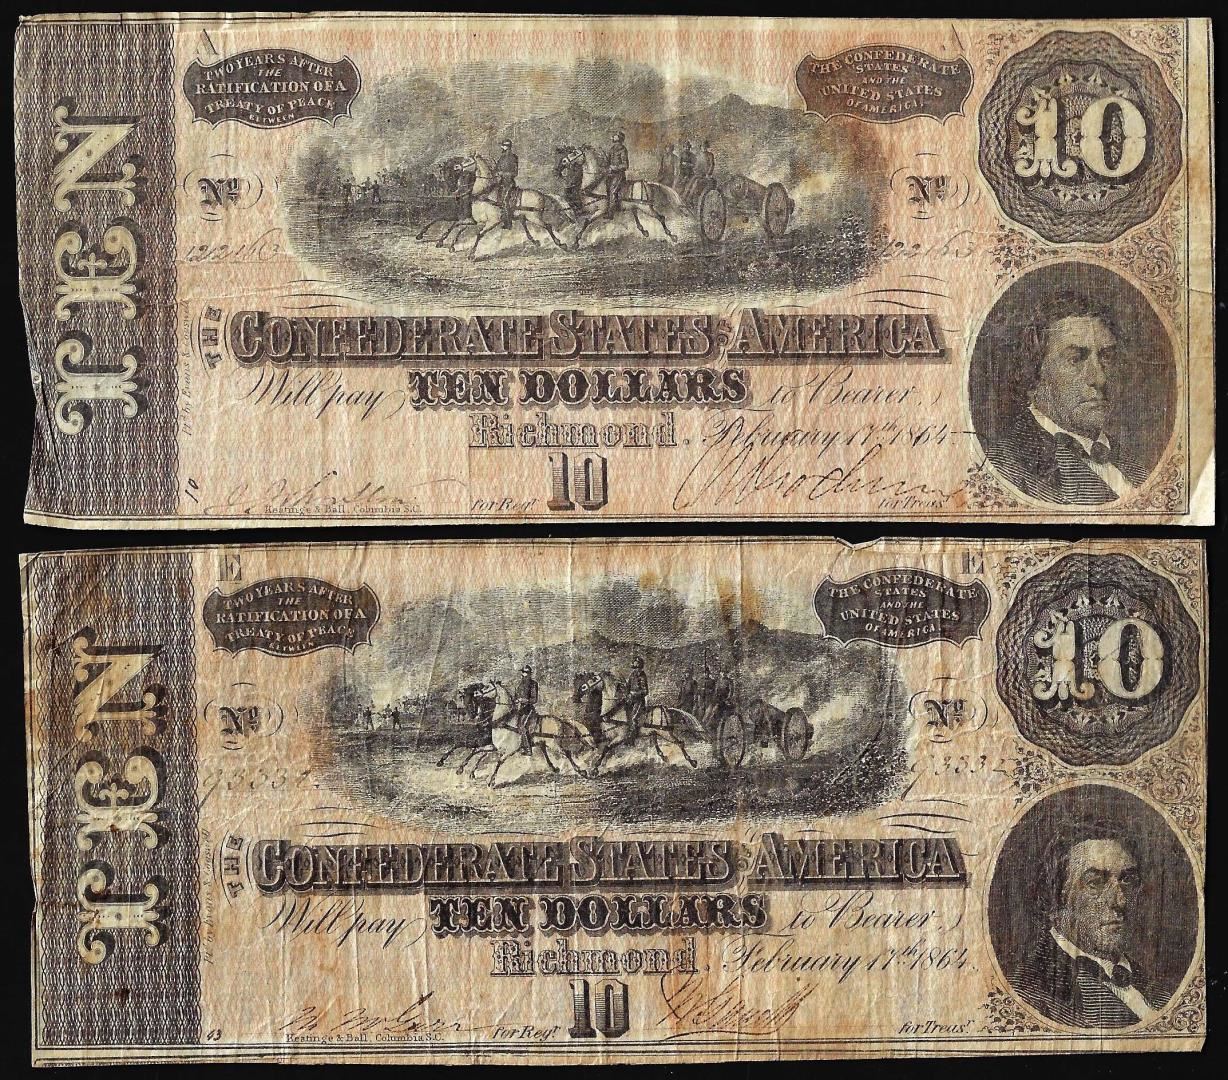 A
A
TWO YEARS AFTER
THE
RATIFICATION OF A
TREATY OF PEACE
BETWEEN
THE CONFEDERATE
STATES
AND THE
UNITED STATES
OF AMERICA.
10
TEN
No
No
THE
CONFEDERATE STATES OF AMERICA
Will pay TEN DOLLARS to Bearer,
Richmond. February 17th 1864
10
10
for Regr.
for Treasr
Keatinge & Ball, Columbia S.C.
E
E
TWO YEARS AFTER
THE
RATIFICATION OF A
TREATY OF PEACE
BETWEEN
THE CONFEDERATE
STATES
AND THE
UNITED STATES
OF AMERICA.
10
TEN
No
No
93332
93332
THE
CONFEDERATE STATES OF AMERICA
Will pay TEN DOLLARS to Bearer,
Richmond. February 17th 1864.
10
for Regr.
for Treasr
43
Keatinge & Ball, Columbia S.C.